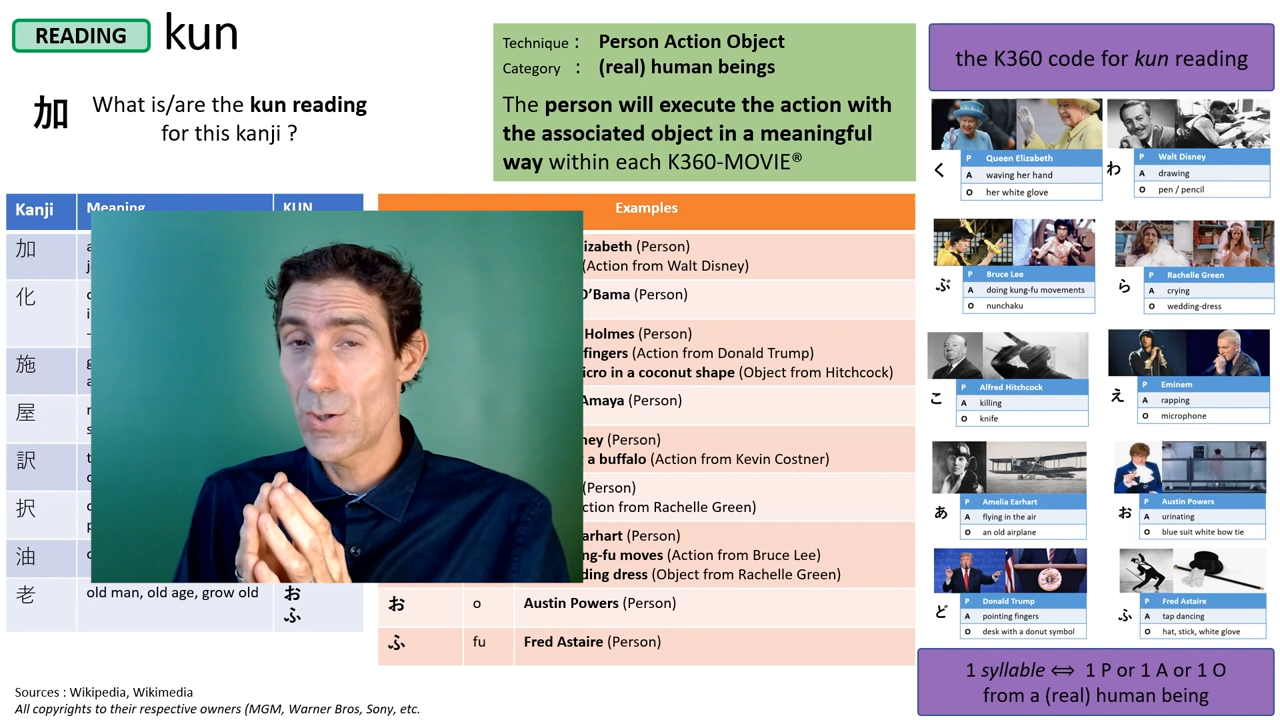 READING
kun
加
What is/are the kun reading
for this kanji ?
Technique : Person Action Object
Category : (real) human beings
The person will execute the action with
the associated object in a meaningful
way within each K360-MOVIE®
the K360 code for kun reading
Kanji Meaning KUN
加
化
施
屋
訳
択
油
老 old man, old age, grow old お
ふ
Examples
izabeth (Person)
(Action from Walt Disney)
O’Bama (Person)
Holmes (Person)
fingers (Action from Donald Trump)
icro in a coconut shape (Object from Hitchcock)
Amaya (Person)
ney (Person)
a buffalo (Action from Kevin Costner)
(Person)
ction from Rachelle Green)
arhart (Person)
ng-fu moves (Action from Bruce Lee)
ding dress (Object from Rachelle Green)
お o Austin Powers (Person)
ふ fu Fred Astaire (Person)
く
P Queen Elizabeth
A waving her hand
O her white glove
わ
P Walt Disney
A drawing
O pen / pencil
ぶ
P Bruce Lee
A doing kung-fu movements
O nunchaku
ら
P Rachelle Green
A crying
O wedding-dress
こ
P Alfred Hitchcock
A killing
O knife
え
P Eminem
A rapping
O microphone
あ
P Amelia Earhart
A flying in the air
O an old airplane
お
P Austin Powers
A urinating
O blue suit white bow tie
ど
P Donald Trump
A pointing fingers
O desk with a donut symbol
ふ
P Fred Astaire
A tap dancing
O hat, stick, white glove
1 syllable ⟺ 1 P or 1 A or 1 O
from a (real) human being
Sources : Wikipedia, Wikimedia
All copyrights to their respective owners (MGM, Warner Bros, Sony, etc.